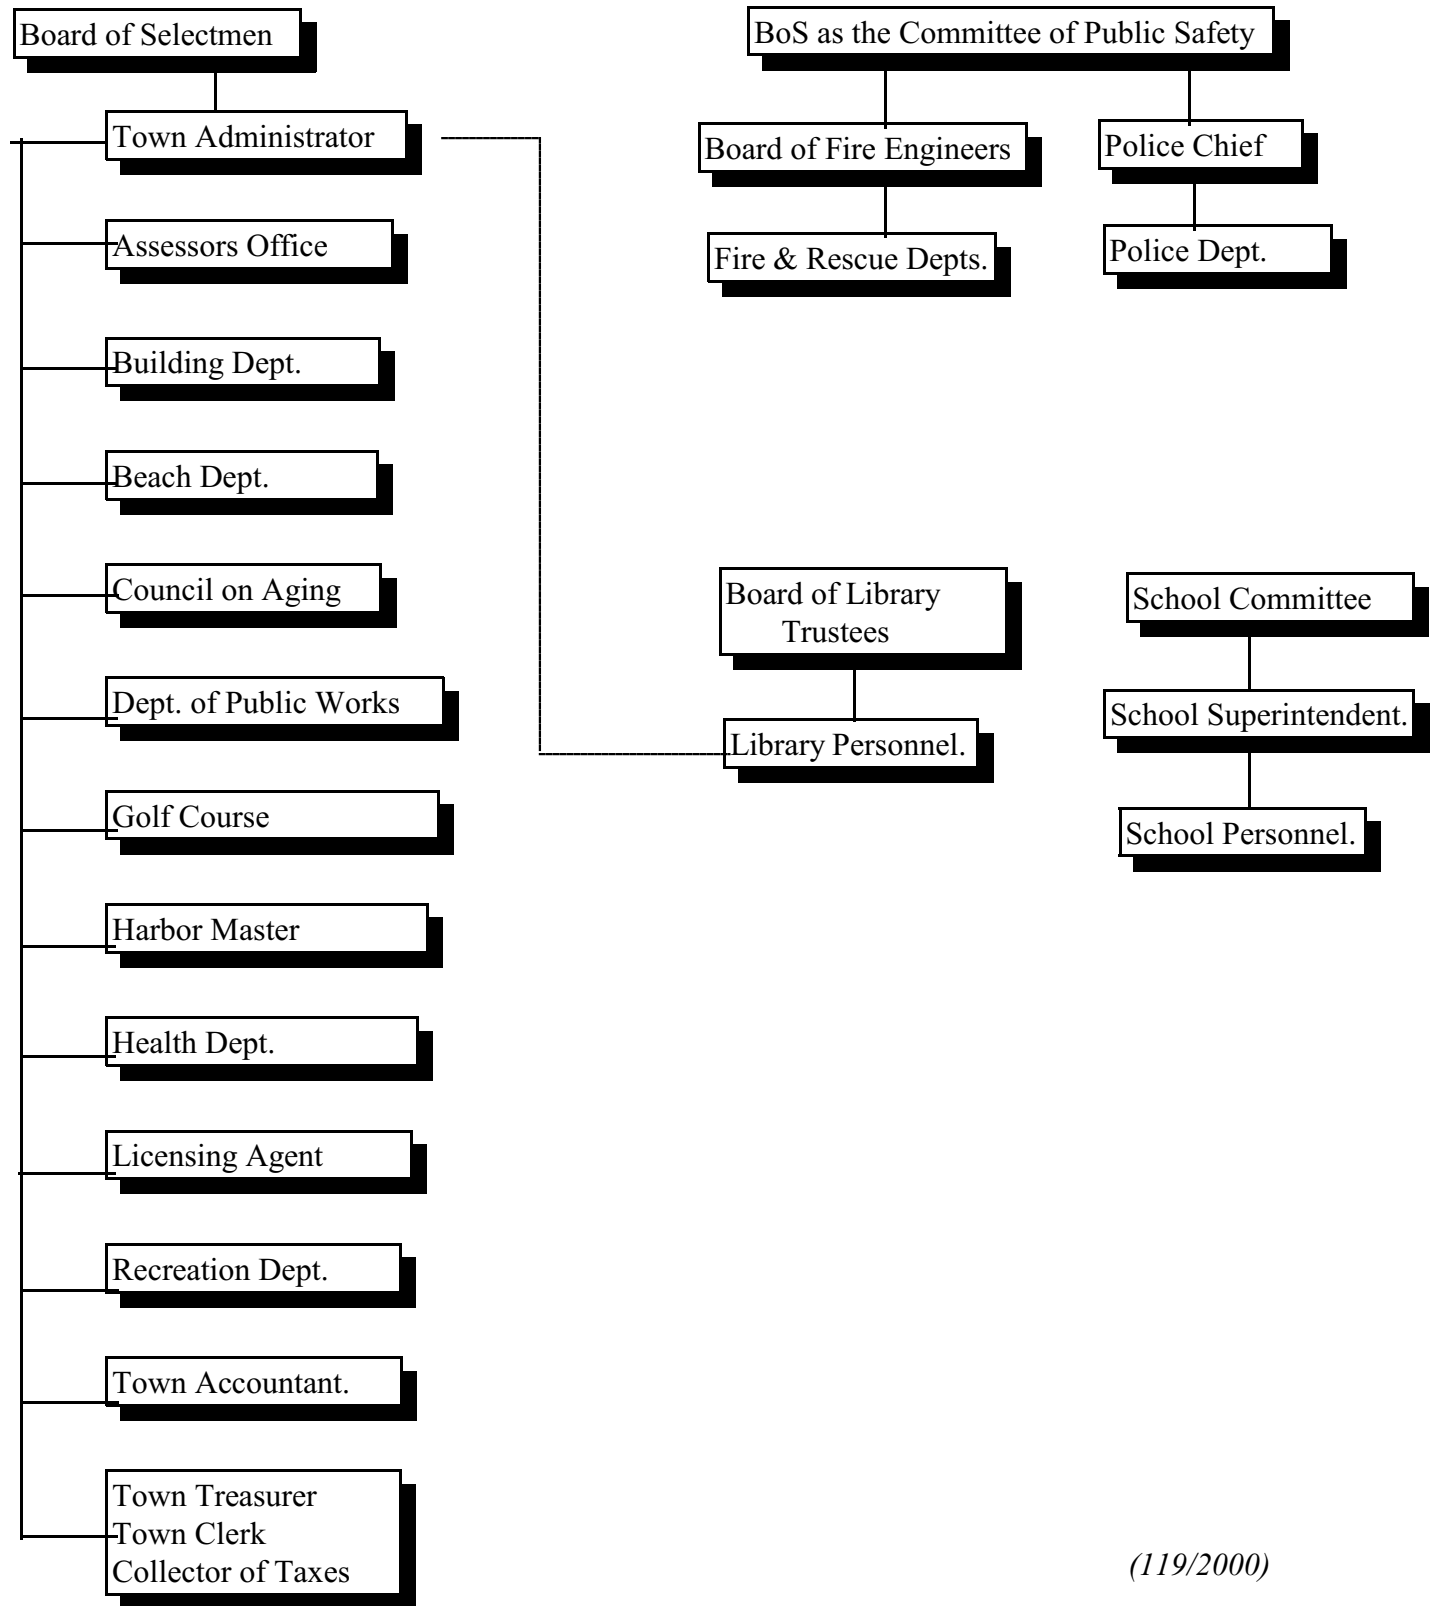 Board of Selectmen
Town Administrator
Assessors Office
Building Dept.
Beach Dept.
Council on Aging
Dept. of Public Works
Golf Course
Harbor Master
Health Dept.
Licensing Agent
Recreation Dept.
Town Accountant.
Town Treasurer
Town Clerk
Collector of Taxes
BoS as the Committee of Public Safety
Board of Fire Engineers
Fire & Rescue Depts.
Police Chief
Police Dept.
Board of Library
Trustees
Library Personnel.
School Committee
School Superintendent.
School Personnel.
(119/2000)